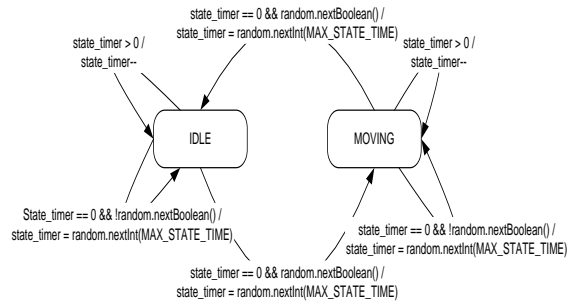 state_timer == 0 && random.nextBoolean() /
state_timer = random.nextInt(MAX_STATE_TIME)
state_timer > 0 /
state_timer--
state_timer > 0 /
state_timer--
IDLE
MOVING
State_timer == 0 && !random.nextBoolean() /
state_timer = random.nextInt(MAX_STATE_TIME)
state_timer == 0 && !random.nextBoolean() /
state_timer = random.nextInt(MAX_STATE_TIME)
state_timer == 0 && random.nextBoolean() /
state_timer = random.nextInt(MAX_STATE_TIME)